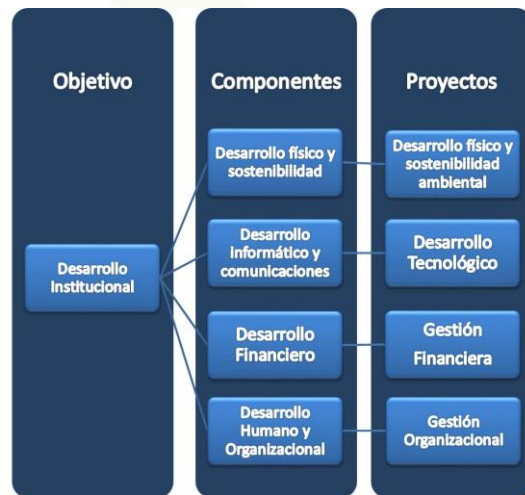 Objetivo
Componentes
Proyectos
Desarrollo
Institucional
Desarrollo físico y
sostenibilidad
Desarrollo
Informático y
comunicaciones
Desarrollo
Financiero
Desarrollo
Humano y
Organizacional
Desarrollo físico y
sostenibilidad
ambiental
Desarrollo
Tecnológico
Gestión
Financiera
Gestión
Organizacional